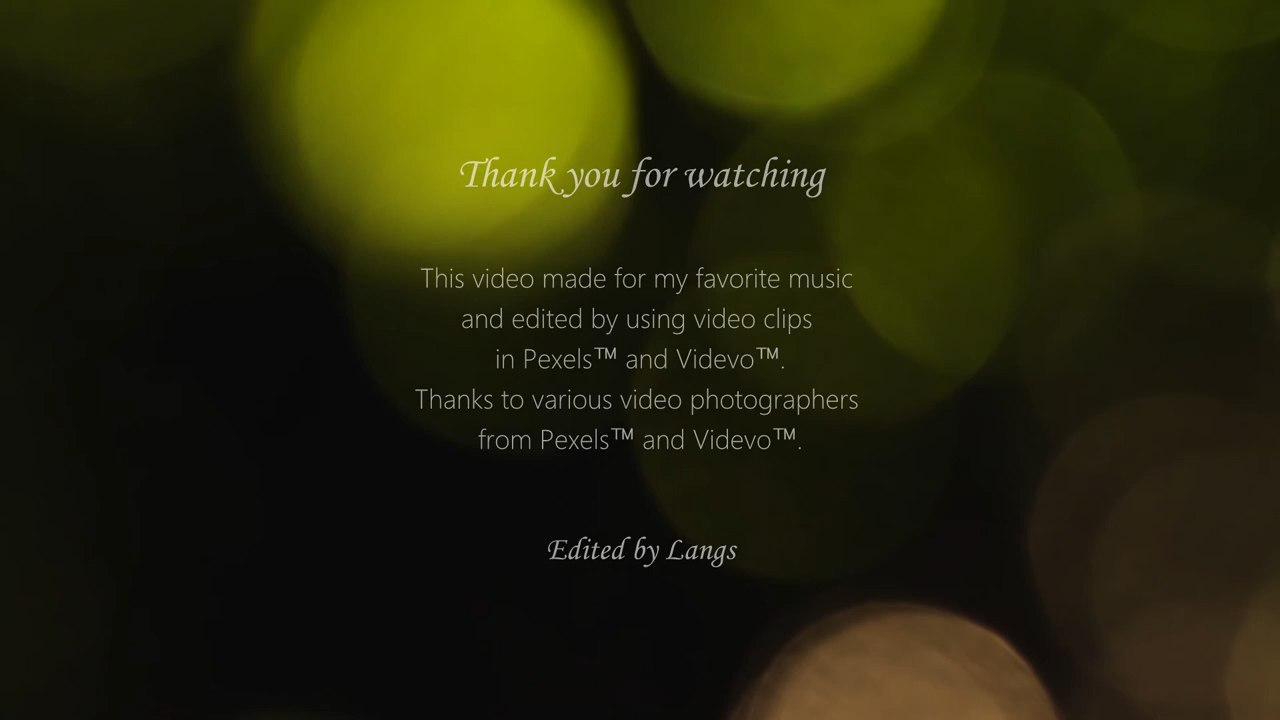 Thank you for watching
This video made for my favorite music
and edited by using video clips
in Pexels™ and Videvo™.
Thanks to various video photographers
from Pexels™ and Videvo™.
Edited by Langs